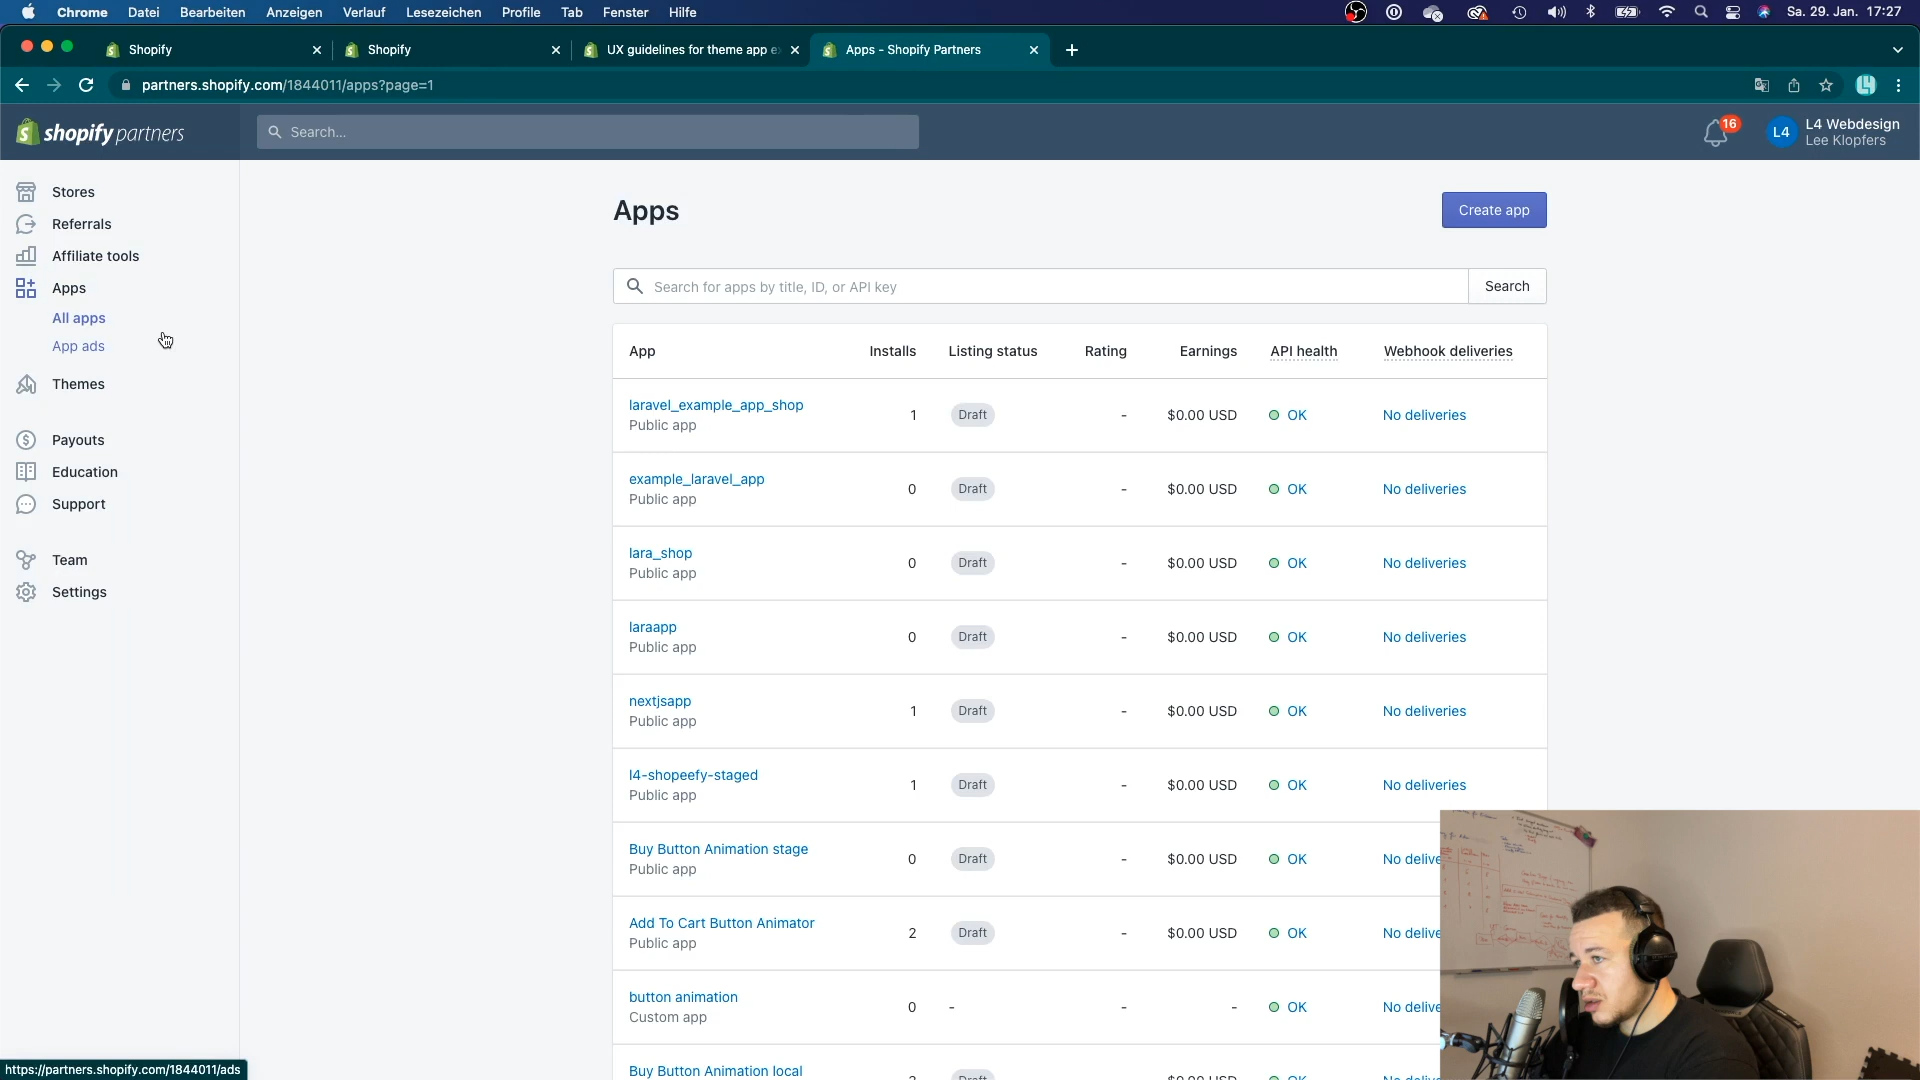 Chrome Datei Bearbeiten Anzeigen Verlauf Lesezeichen Profile Tab Fenster Hilfe Sa. 29. Jan. 17:27
Shopify Shopify UX guidelines for theme app e Apps - Shopify Partners
partners.shopify.com/1844011/apps?page=1
shopify partners Search... 16 L4 L4 Webdesign
Lee Klopfers
Stores
Referrals
Affiliate tools
Apps
All apps
App ads
Themes
Payouts
Education
Support
Team
Settings
Apps Create app
Search for apps by title, ID, or API key Search
App Installs Listing status Rating Earnings API health Webhook deliveries
laravel_example_app_shop
Public app 1 Draft - $0.00 USD OK No deliveries
example_laravel_app
Public app 0 Draft - $0.00 USD OK No deliveries
lara_shop
Public app 0 Draft - $0.00 USD OK No deliveries
laraapp
Public app 0 Draft - $0.00 USD OK No deliveries
nextjsapp
Public app 1 Draft - $0.00 USD OK No deliveries
l4-shopeefy-staged
Public app 1 Draft - $0.00 USD OK No deliveries
Buy Button Animation stage
Public app 0 Draft - $0.00 USD OK No delive
Add To Cart Button Animator
Public app 2 Draft - $0.00 USD OK No delive
button animation
Custom app 0 - - - OK No delive
Buy Button Animation local
https://partners.shopify.com/1844011/ads